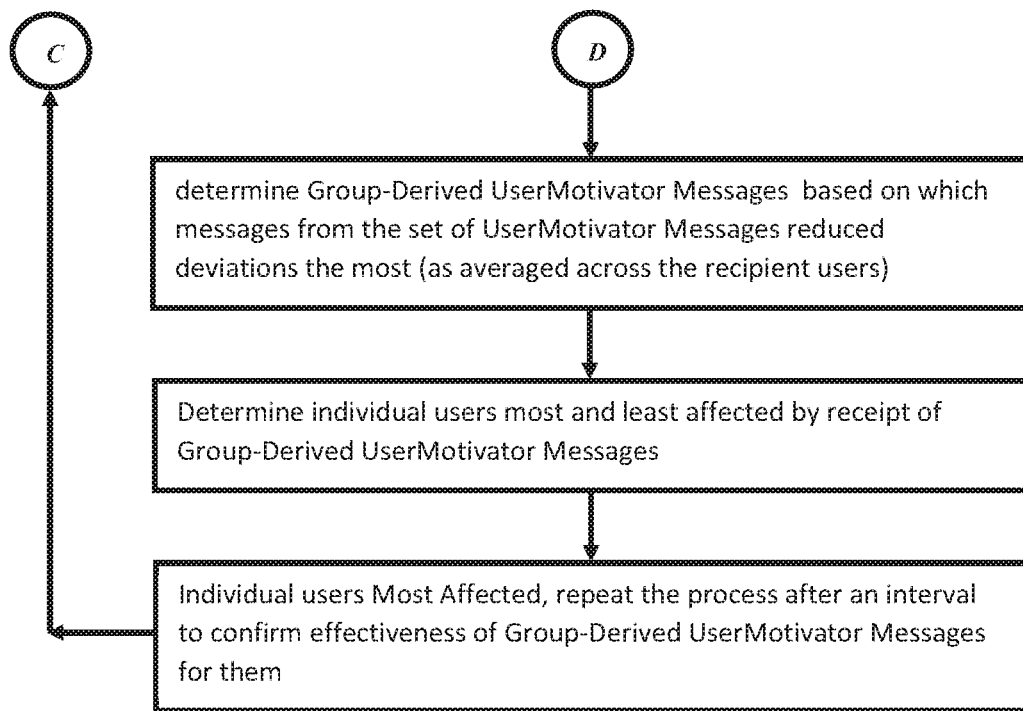 C
D
determine Group-Derived UserMotivator Messages based on which
messages from the set of UserMotivator Messages reduced
deviations the most (as averaged across the recipient users)
Determine individual users most and least affected by receipt of
Group-Derived UserMotivator Messages
Individual users Most Affected, repeat the process after an interval
to confirm effectiveness of Group-Derived UserMotivator Messages
for them